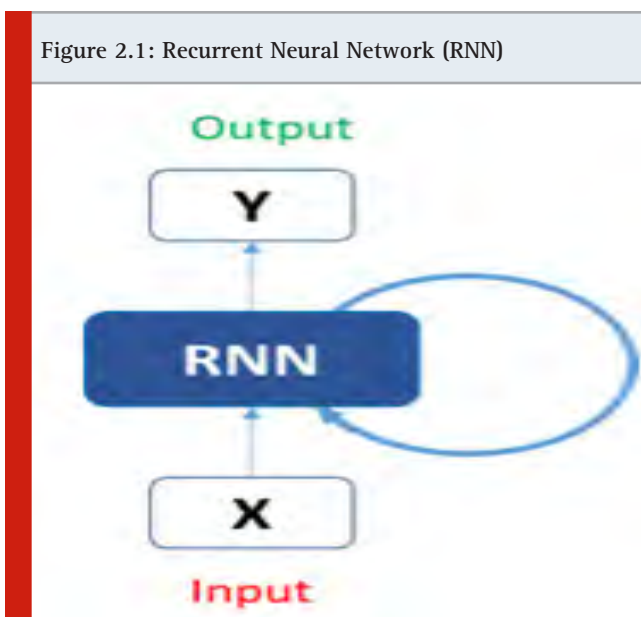 Figure 2.1: Recurrent Neural Network (RNN)
Output
Y
RNN
X
Input